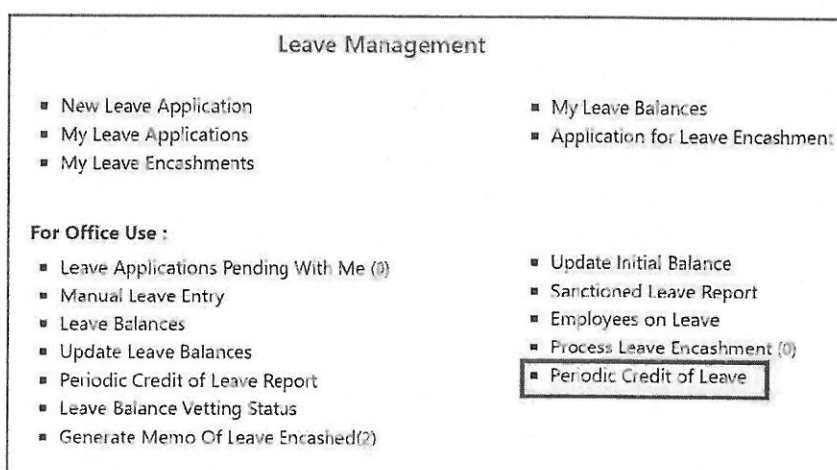 Leave Management
New Leave Application
My Leave Applications
My Leave Encashments
My Leave Balances
Application for Leave Encashment
For Office Use :
Leave Applications Pending With Me (0)
Manual Leave Entry
Leave Balances
Update Leave Balances
Periodic Credit of Leave Report
Leave Balance Vetting Status
Generate Memo Of Leave Encashed(2)
Update Initial Balance
Sanctioned Leave Report
Employees on Leave
Process Leave Encashment (0)
Periodic Credit of Leave